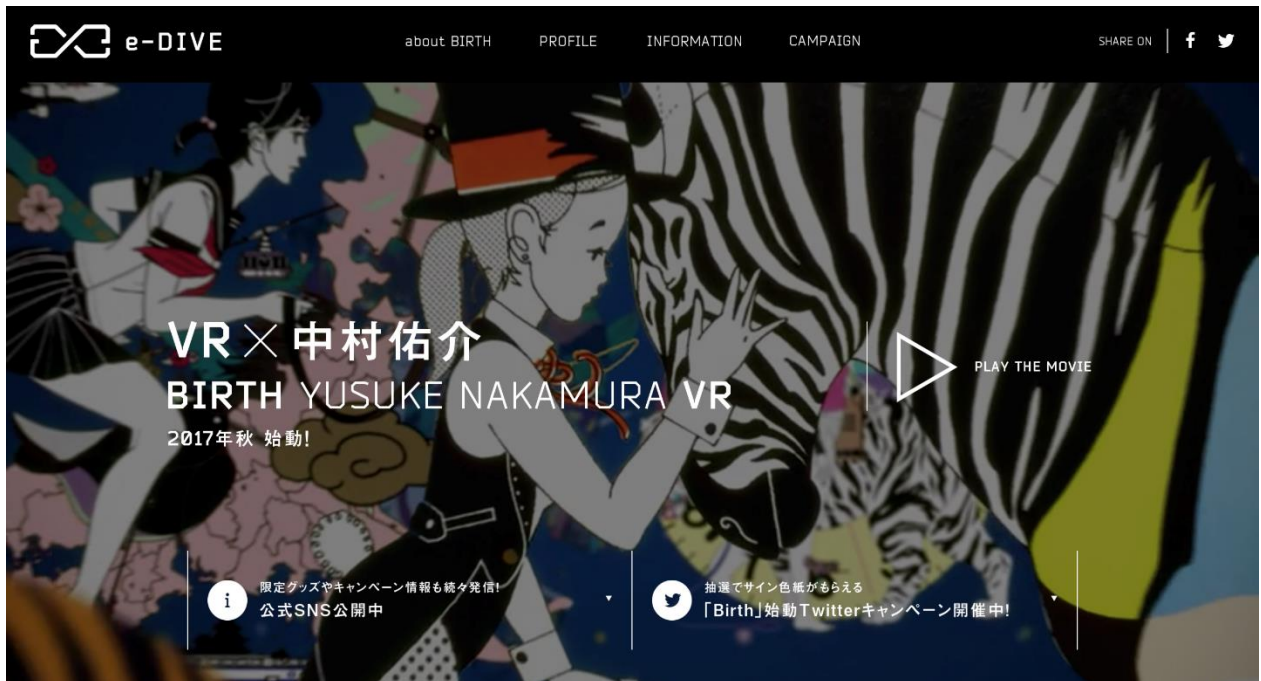 e-DIVE
about BIRTH
PROFILE
INFORMATION
CAMPAIGN
SHARE ON
VR×中村佑介
BIRTH YUSUKE NAKAMURA VR
2017年秋 始動!
PLAY THE MOVIE
限定グッズやキャンペーン情報も続々発信!
公式SNS公開中
抽選でサイン色紙がもらえる
「Birth」始動Twitterキャンペーン開催中!